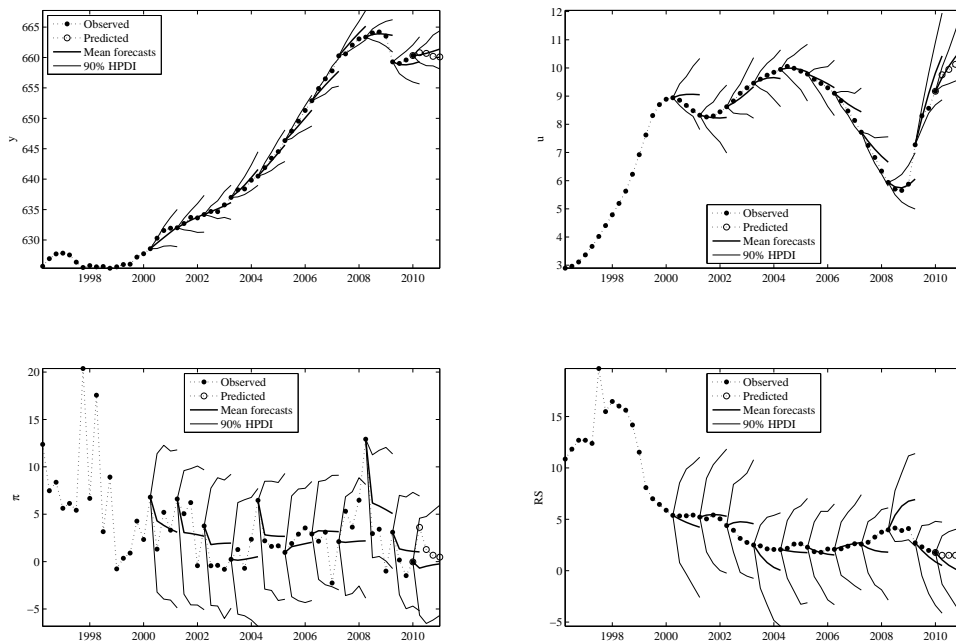 665
660
655
650
645
640
635
630
y
1998
2000
2002
2004
2006
2008
2010
Observed
Predicted
Mean forecasts
90% HPDI
12
11
10
9
8
7
6
5
4
3
u
1998
2000
2002
2004
2006
2008
2010
Observed
Predicted
Mean forecasts
90% HPDI
20
15
10
5
0
−5
π
1998
2000
2002
2004
2006
2008
2010
Observed
Predicted
Mean forecasts
90% HPDI
15
10
5
0
−5
RS
1998
2000
2002
2004
2006
2008
2010
Observed
Predicted
Mean forecasts
90% HPDI